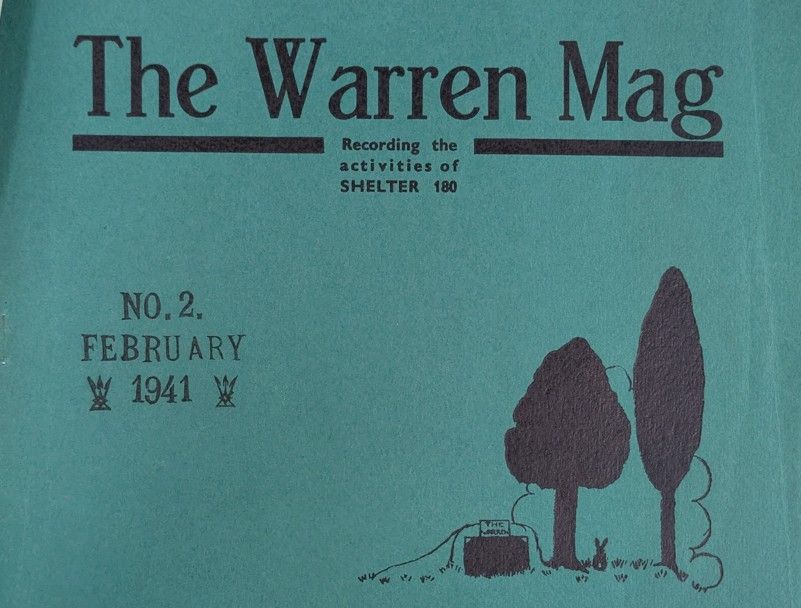 The Warren Mag
Recording the
activities of
SHELTER 180
NO. 2.
FEBRUARY
1941
THE
WARREN